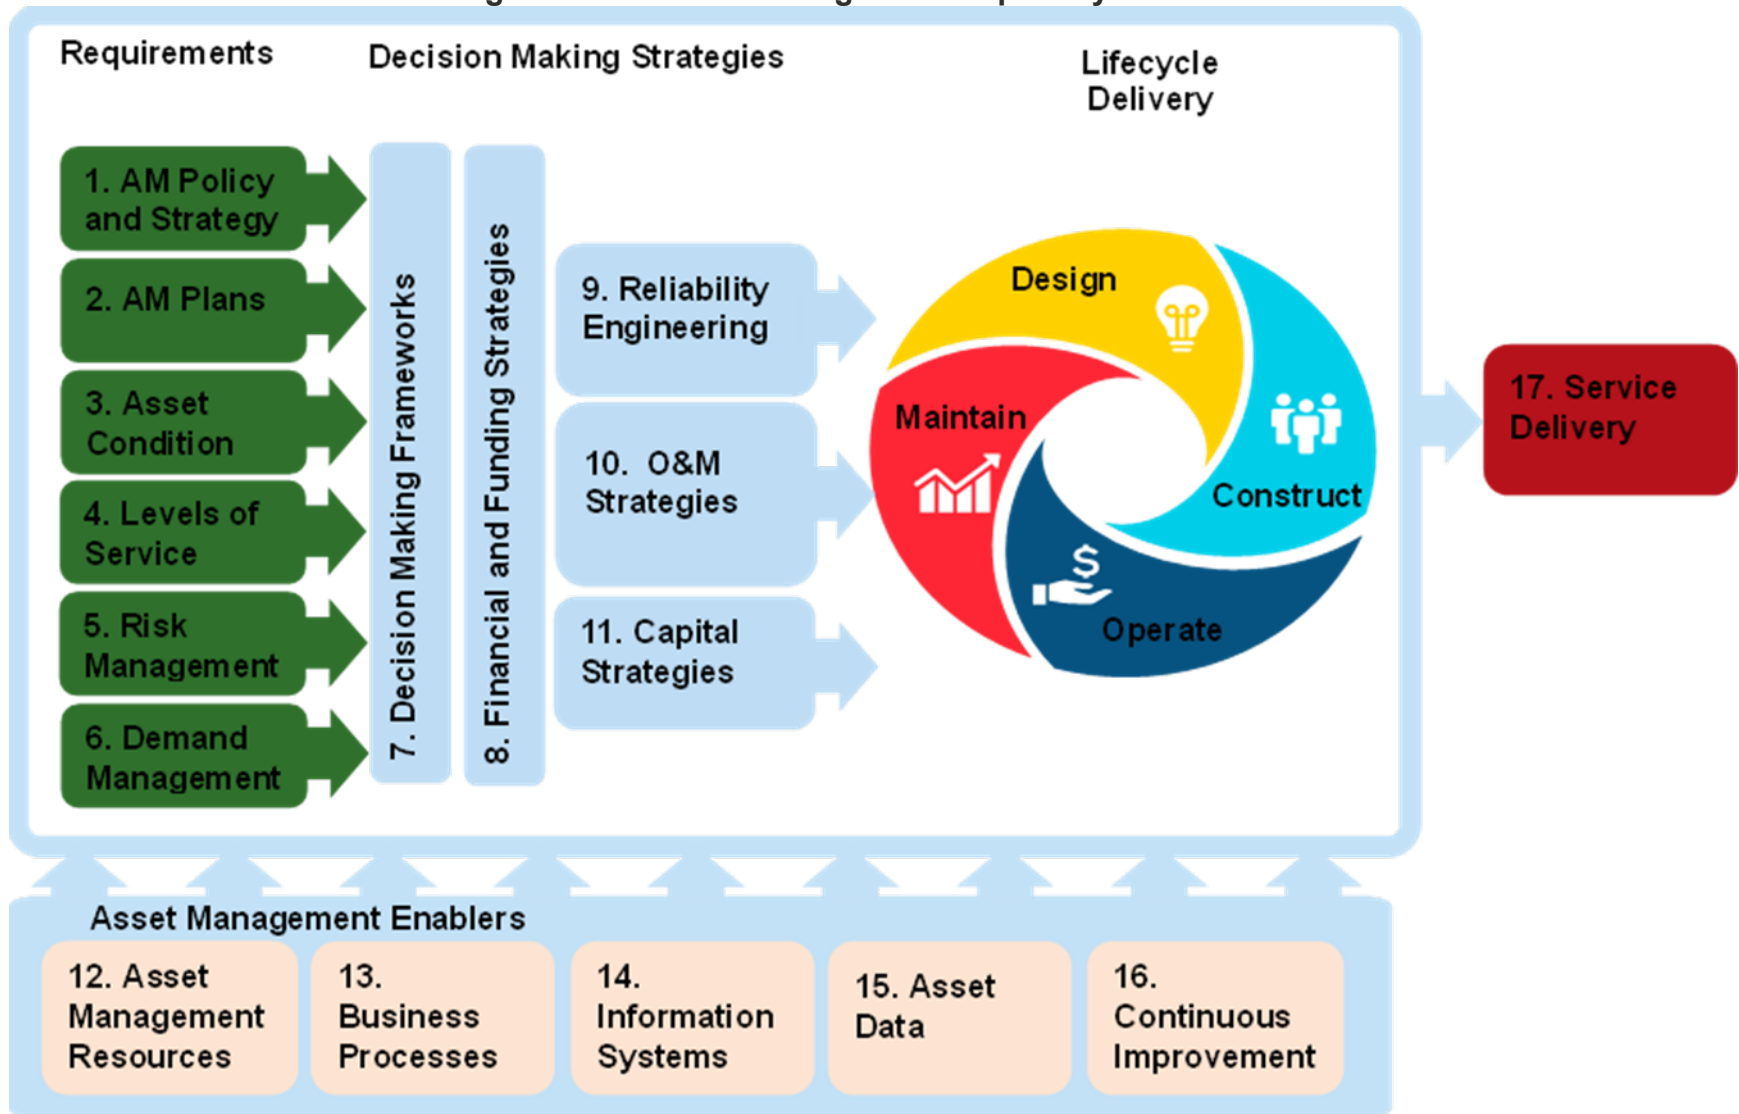 Requirements
Decision Making Strategies
Lifecycle
Delivery
1. AM Policy
and Strategy
2. AM Plans
3. Asset
Condition
4. Levels of
Service
5. Risk
Management
6. Demand
Management
7. Decision Making Frameworks
8. Financial and Funding Strategies
9. Reliability
Engineering
10. O&M
Strategies
11. Capital
Strategies
Design
Construct
Operate
Maintain
$
17. Service
Delivery
Asset Management Enablers
12. Asset
Management
Resources
13.
Business
Processes
14.
Information
Systems
15. Asset
Data
16.
Continuous
Improvement